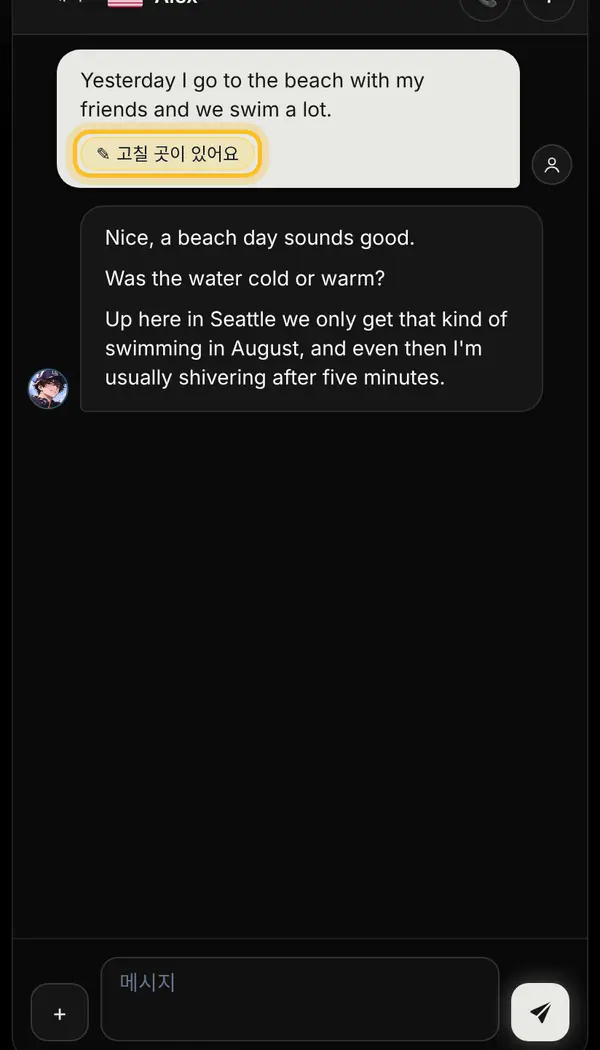 Alex
Yesterday I go to the beach with my
friends and we swim a lot.
✎ 고칠 곳이 있어요
Nice, a beach day sounds good.
Was the water cold or warm?
Up here in Seattle we only get that kind of
swimming in August, and even then I'm
usually shivering after five minutes.
+
메시지